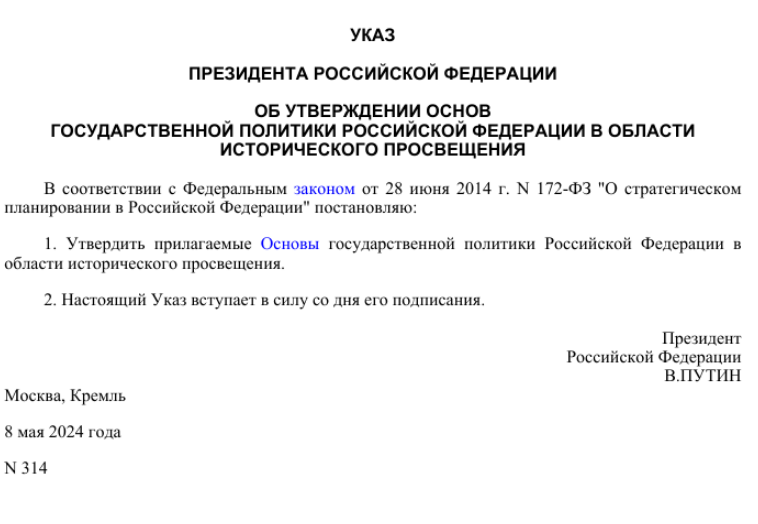 УКАЗ
ПРЕЗИДЕНТА РОССИЙСКОЙ ФЕДЕРАЦИИ
ОБ УТВЕРЖДЕНИИ ОСНОВ
ГОСУДАРСТВЕННОЙ ПОЛИТИКИ РОССИЙСКОЙ ФЕДЕРАЦИИ В ОБЛАСТИ
ИСТОРИЧЕСКОГО ПРОСВЕЩЕНИЯ
В соответствии с Федеральным законом от 28 июня 2014 г. N 172-ФЗ "О стратегическом
планировании в Российской Федерации" постановляю:
1. Утвердить прилагаемые Основы государственной политики Российской Федерации в
области исторического просвещения.
2. Настоящий Указ вступает в силу со дня его подписания.
Президент
Российской Федерации
В.ПУТИН
Москва, Кремль
8 мая 2024 года
N 314